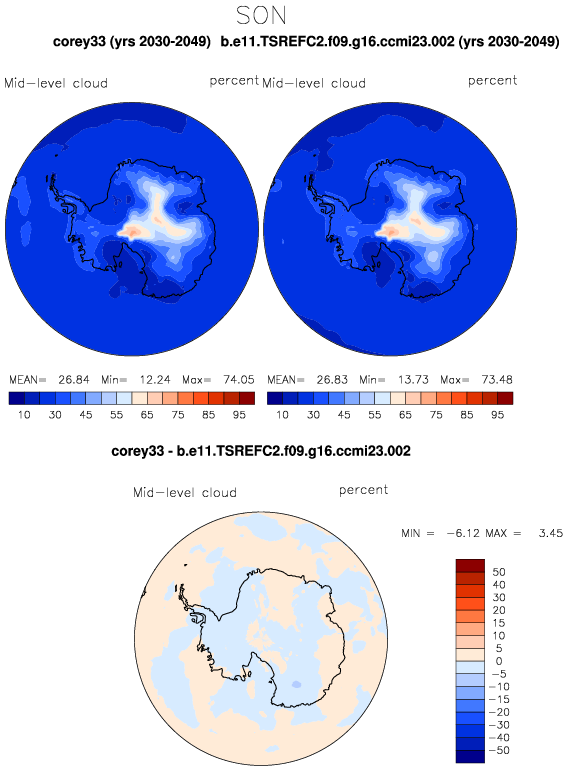 SON
corey33 (yrs 2030-2049) b.e11.TSREFC2.f09.g16.ccmi23.002 (yrs 2030-2049)
Mid-level cloud percent Mid-level cloud percent
MEAN= 26.84 Min= 12.24 Max= 74.05 MEAN= 26.83 Min= 13.73 Max= 73.48
10 30 45 55 65 75 85 95 10 30 45 55 65 75 85 95
corey33 - b.e11.TSREFC2.f09.g16.ccmi23.002
Mid-level cloud percent
MIN = -6.12 MAX = 3.45
50
40
30
20
15
10
5
0
-5
-10
-15
-20
-30
-40
-50